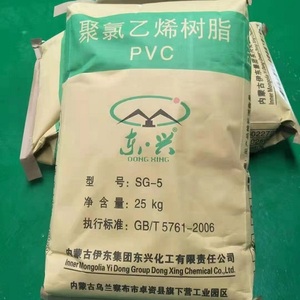 聚氯乙烯树脂
PVC
东兴
DONG XING
型 号: SG-5
净 含 量: 25 kg
执行标准: GB/T 5761-2006
内蒙古伊东集团东兴化工有限责任公司
Inner Mongolia Yi Dong Group Dong Xing Chemical Co.,Ltd.
内蒙古乌兰察布市卓资县旗下营工业园区